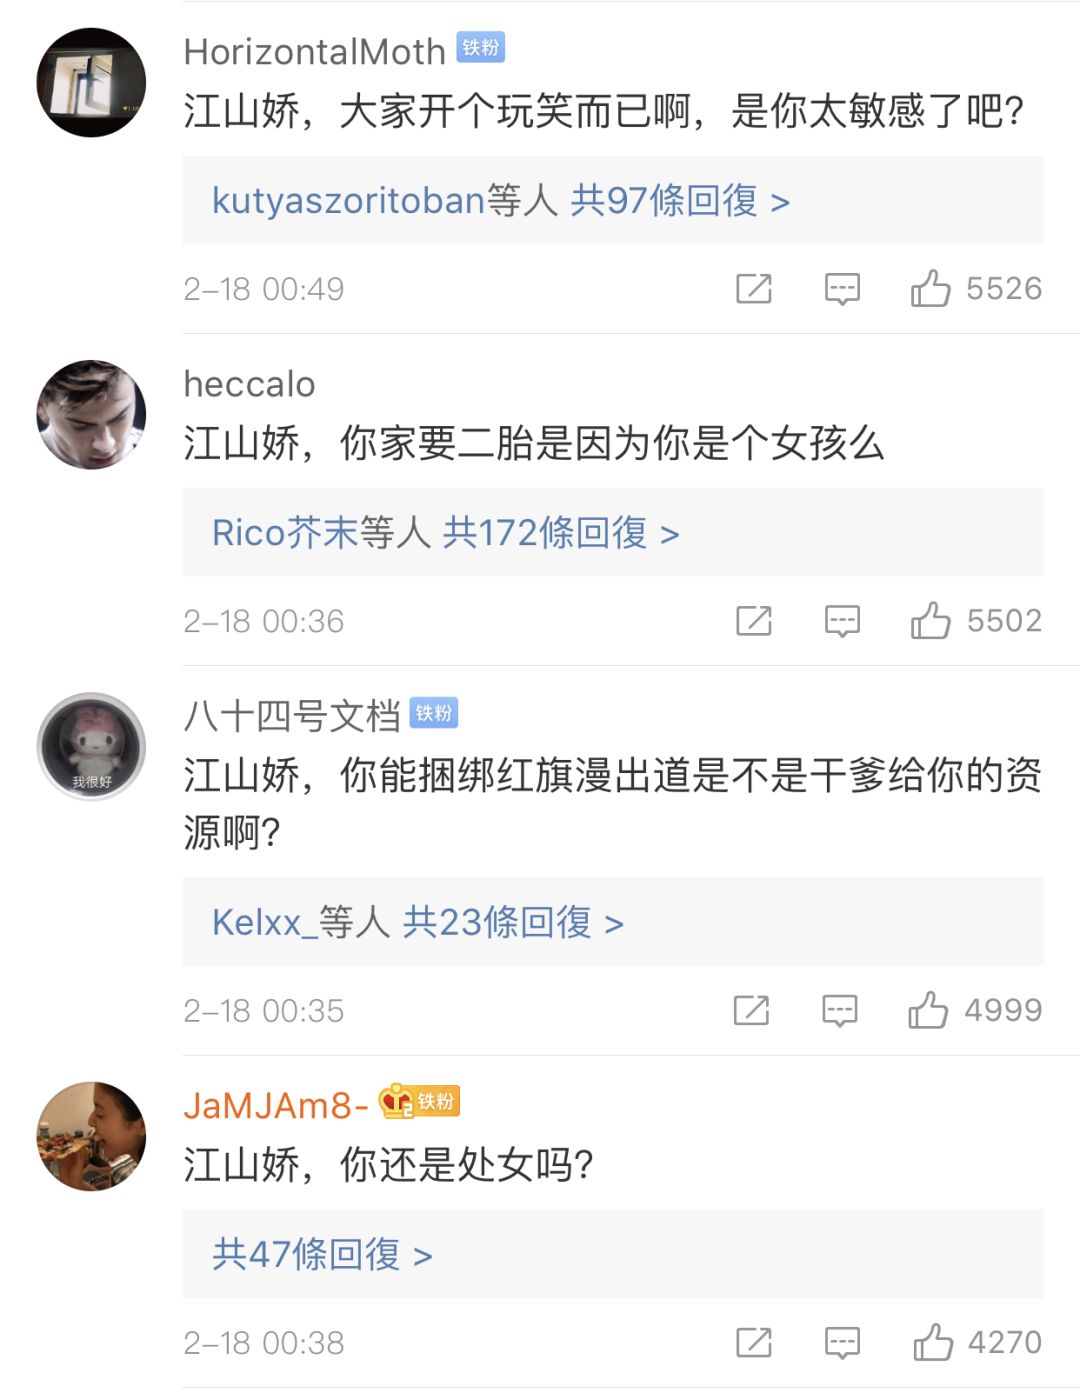 HorizontalMoth 铁粉
江山娇，大家开个玩笑而已啊，是你太敏感了吧？
kutyaszoritoban等人 共97條回復 >
2-18 00:49 5526
heccalo
江山娇，你家要二胎是因为你是个女孩么
Rico芥末等人 共172條回復 >
2-18 00:36 5502
我很好
八十四号文档 铁粉
江山娇，你能捆绑红旗漫出道是不是干爹给你的资
源啊？
Kelxx_等人 共23條回復 >
2-18 00:35 4999
JaMJAm8- 2 铁粉
江山娇，你还是处女吗？
共47條回復 >
2-18 00:38 4270